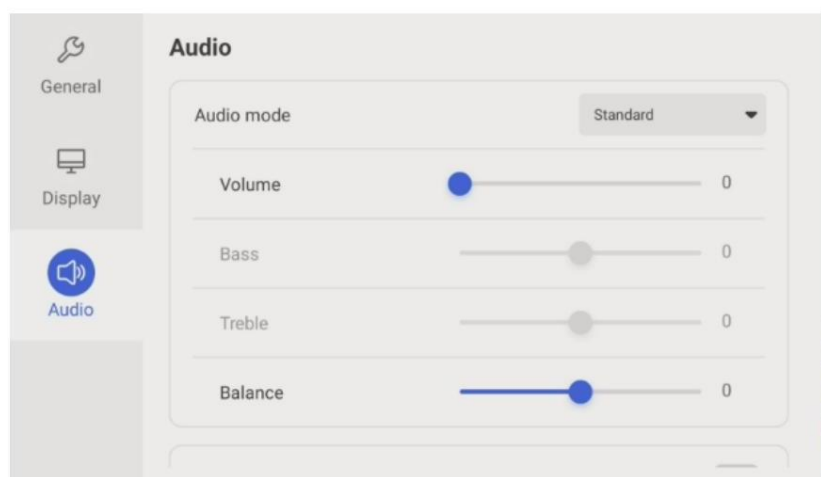 General
Display
Audio
Audio
Audio mode Standard
Volume 0
Bass 0
Treble 0
Balance 0